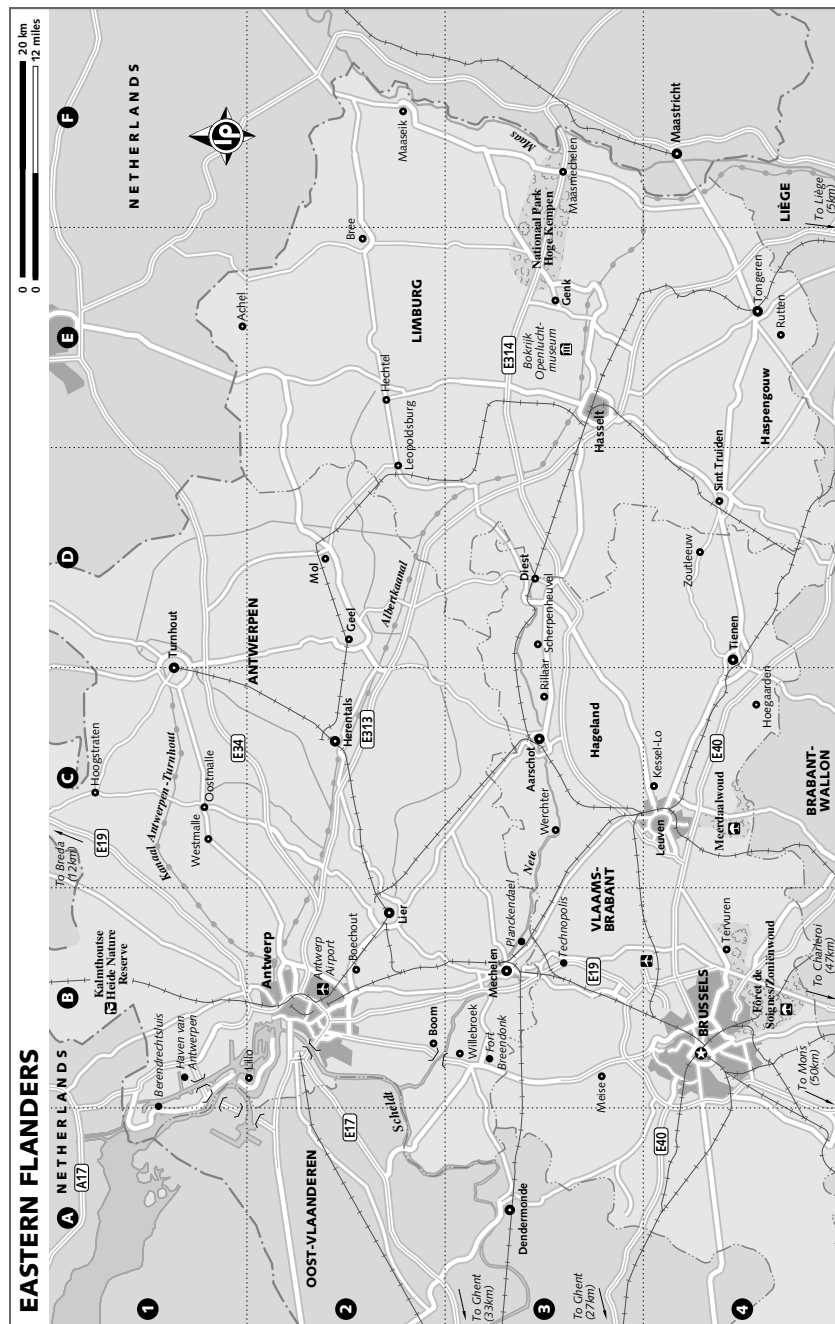 EASTERN FLANDERS
0 20 km
0 12 miles
A
B
C
D
E
F
1
2
3
4
NETHERLANDS
A17
Berendrechtsluis
Haven van
Antwerpen
Lillo
Kalmthoutse
Heide Nature
Reserve
To Breda
(12km)
E19
Hoogstraten
Kanaal Antwerpen-Turnhout
Westmalle
Oostmalle
E34
Turnhout
ANTWERPEN
Achel
NETHERLANDS
LP
OOST-VLAANDEREN
E17
Scheldt
Antwerp
Antwerp
Airport
Boechout
Boom
Lier
Herentals
E313
Geel
Mol
Albertkanaal
Leopoldsburg
Hechtel
LIMBURG
Bree
Maaseik
Maas
To Ghent
(33km)
Dendermonde
Willebroek
Fort
Breendonk
Mechelen
Planckendael
Technopolis
E19
Meise
VLAAMS-
BRABANT
Nete
Werchter
Aarschot
Rillaar
Scherpenheuvel
Diest
Hageland
E314
Bokrijk
Openlucht-
museum
Genk
Hasselt
Nationaal Park
Hoge Kempen
Maasmechelen
To Ghent
(27km)
E40
BRUSSELS
Tervuren
Fôret de
Soignes/Zoniënwoud
To Mons
(50km)
To Charleroi
(47km)
Leuven
Kessel-Lo
Meerdaalwoud
E40
BRABANT-
WALLON
Hoegaarden
Tienen
Zoutleeuw
Sint Truiden
Haspengouw
Tongeren
Rutten
Maastricht
LIÈGE
To Liège
(5km)